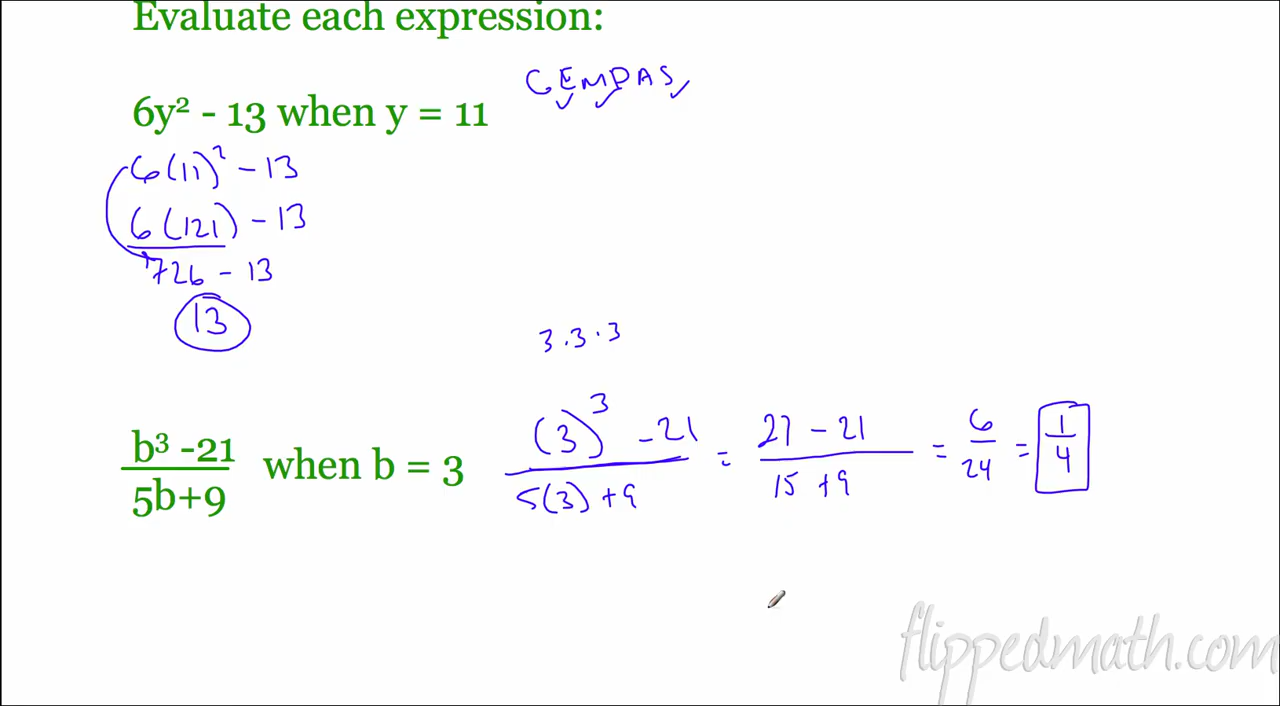 Evaluate each expression:
GEMPAS
6y² - 13 when y = 11
6(11)² - 13
6(121) - 13
726 - 13
13
3·3·3
b³ -21 / 5b+9 when b = 3 (3)³ -21 / 5(3)+9 = 27 - 21 / 15 +9 = 6/24 = 1/4
flippedmath.com